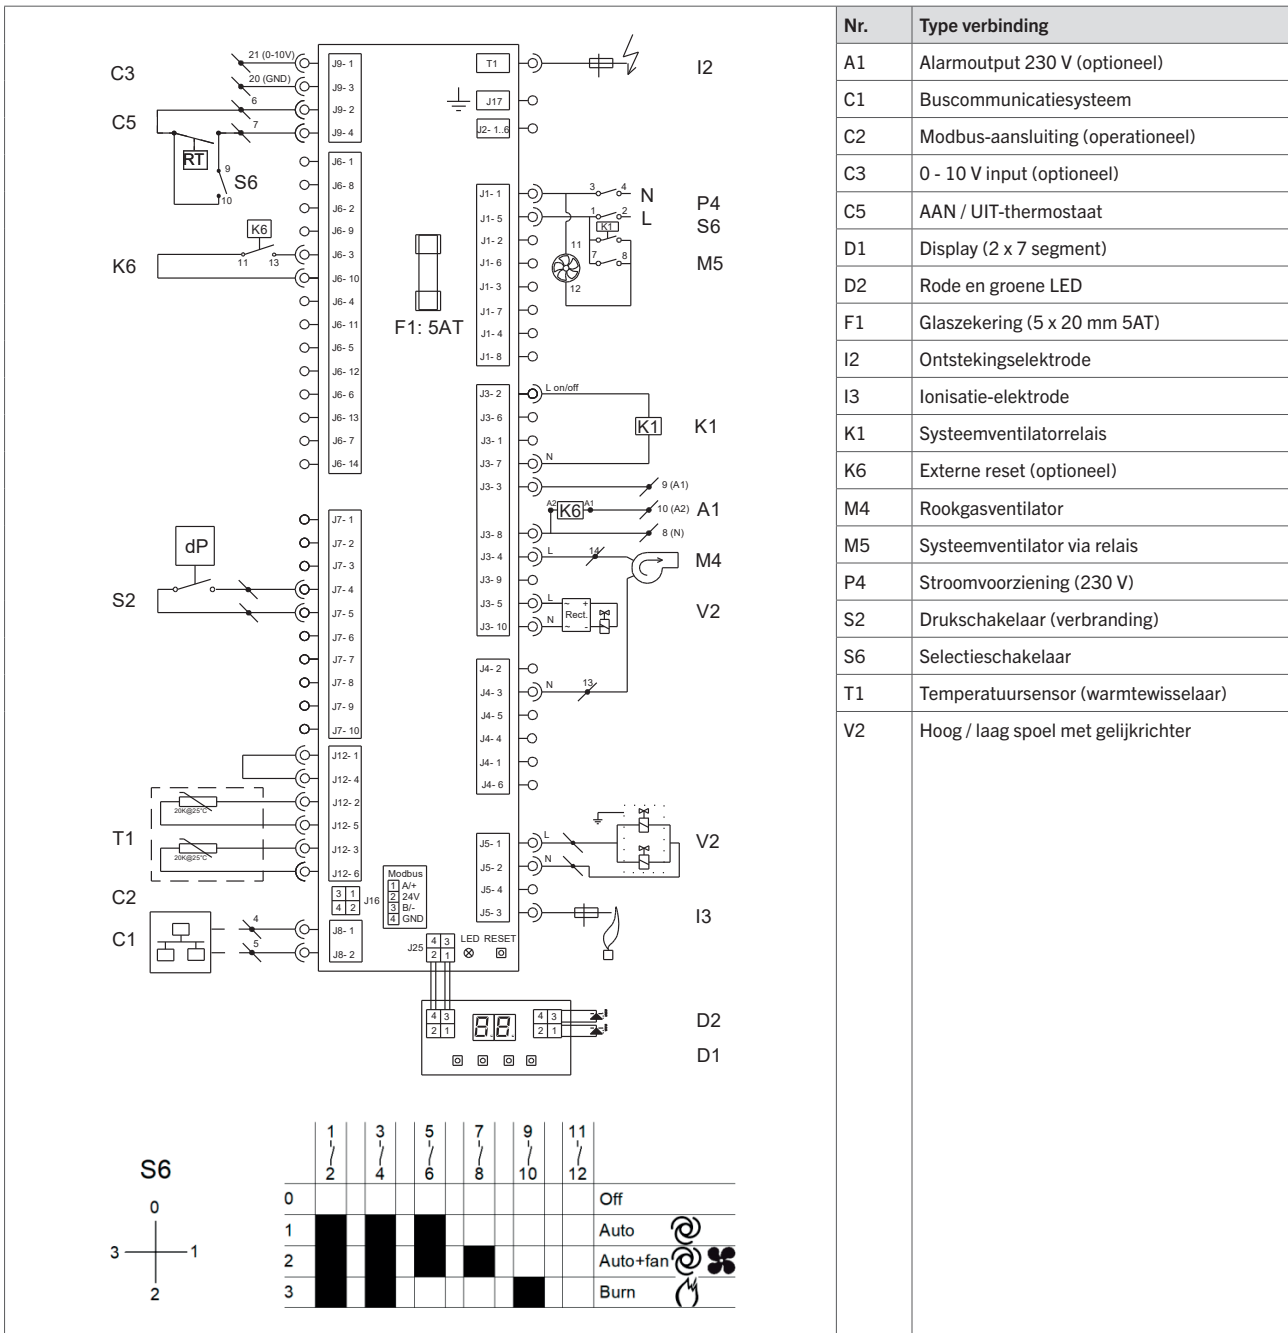 Nr. Type verbinding
A1 Alarmoutput 230 V (optioneel)
C1 Buscommunicatiesysteem
C2 Modbus-aansluiting (operationeel)
C3 0 - 10 V input (optioneel)
C5 AAN / UIT-thermostaat
D1 Display (2 x 7 segment)
D2 Rode en groene LED
F1 Glaszekering (5 x 20 mm 5AT)
I2 Ontstekingselektrode
I3 Ionisatie-elektrode
K1 Systeemventilatorrelais
K6 Externe reset (optioneel)
M4 Rookgasventilator
M5 Systeemventilator via relais
P4 Stroomvoorziening (230 V)
S2 Drukschakelaar (verbranding)
S6 Selectieschakelaar
T1 Temperatuursensor (warmtewisselaar)
V2 Hoog / laag spoel met gelijkrichter
C3
21 (0-10V)
20 (GND)
C5
6
7
RT
9
10
S6
K6
K6
11 13
S2
dP
T1
20K@25°C
20K@25°C
C2
C1
4
5
J9- 1
J9- 3
J9- 2
J9- 4
J6- 1
J6- 8
J6- 2
J6- 9
J6- 3
J6- 10
J6- 4
J6- 11
J6- 5
J6- 12
J6- 6
J6- 13
J6- 7
J6- 14
J7- 1
J7- 2
J7- 3
J7- 4
J7- 5
J7- 6
J7- 7
J7- 8
J7- 9
J7- 10
J12- 1
J12- 4
J12- 2
J12- 5
J12- 3
J12- 6
J8- 1
J8- 2
F1: 5AT
3 1
4 2
J16
Modbus
1 A/+
2 24V
3 B/-
4 GND
J25
4 3
2 1
LED RESET
T1
J17
J2- 1..6
J1- 1
J1- 5
J1- 2
J1- 6
J1- 3
J1- 7
J1- 4
J1- 8
J3- 2
J3- 6
J3- 1
J3- 7
J3- 3
J3- 8
J3- 4
J3- 9
J3- 5
J3- 10
J4- 2
J4- 3
J4- 5
J4- 4
J4- 1
J4- 6
J5- 1
J5- 2
J5- 4
J5- 3
I2
3 4 N
1 2 L
K1
7 8
11
12
P4
S6
M5
L on/off
K1
K1
N
9 (A1)
A2 K6 A1
10 (A2)
8 (N)
A1
L 14
M4
L
N
~ +
Rect.
~ -
V2
N 13
L
N
V2
I3
4 3
2 1
8.8.
4 3
2 1
D2
D1
S6
0
3 1
2
1 3 5 7 9 11
2 4 6 8 10 12
0 Off
1 Auto
2 Auto+fan
3 Burn